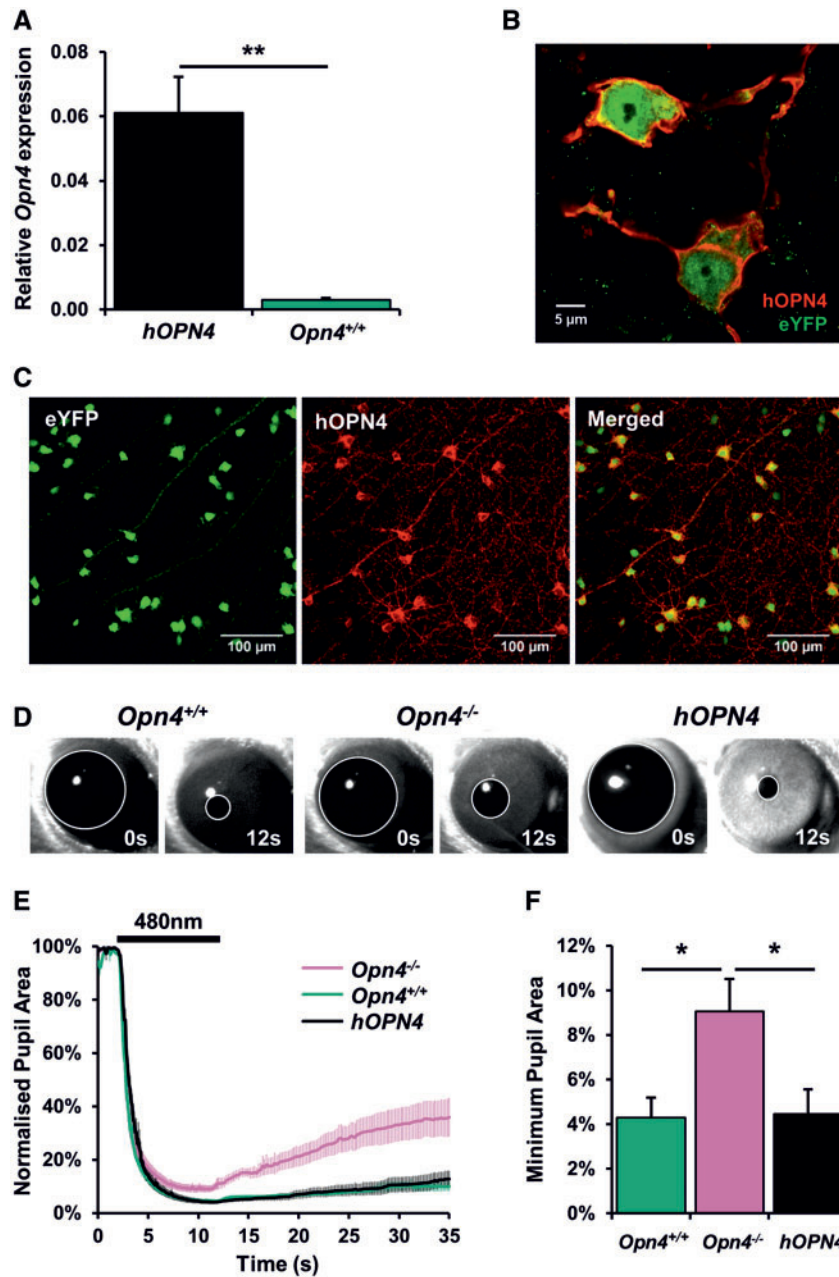 A
Relative Opn4 expression
0.08
0.06
0.04
0.02
0.00
**
hOPN4
Opn4+/+
B
hOPN4
eYFP
5 µm
C
eYFP
100 µm
hOPN4
100 µm
Merged
100 µm
D
Opn4+/+
Opn4-/-
hOPN4
0s
12s
0s
12s
0s
12s
E
480nm
Normalised Pupil Area
100%
80%
60%
40%
20%
0%
Opn4-/-
Opn4+/+
hOPN4
0
5
10
15
20
25
30
35
Time (s)
F
Minimum Pupil Area
12%
10%
8%
6%
4%
2%
0%
*
*
Opn4+/+
Opn4-/-
hOPN4